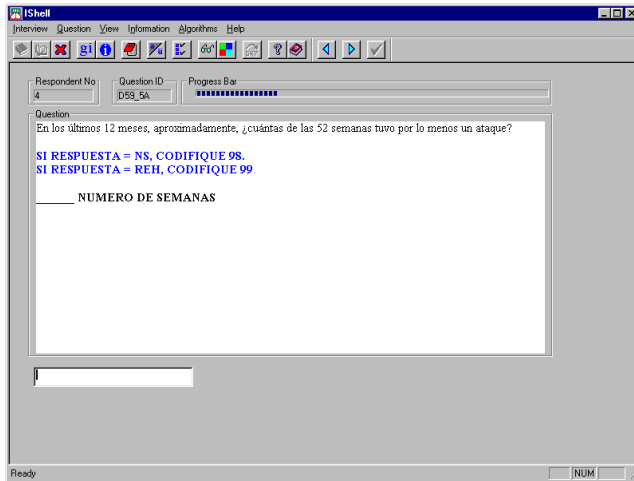 IShell
Interview Question View Information Algorithms Help
gi
SKIP
Respondent No
Question ID
Progress Bar
4
D59_5A
Question
En los últimos 12 meses, aproximadamente, ¿cuántas de las 52 semanas tuvo por lo menos un ataque?
SI RESPUESTA = NS, CODIFIQUE 98.
SI RESPUESTA = REH, CODIFIQUE 99.
______ NUMERO DE SEMANAS
Ready
NUM